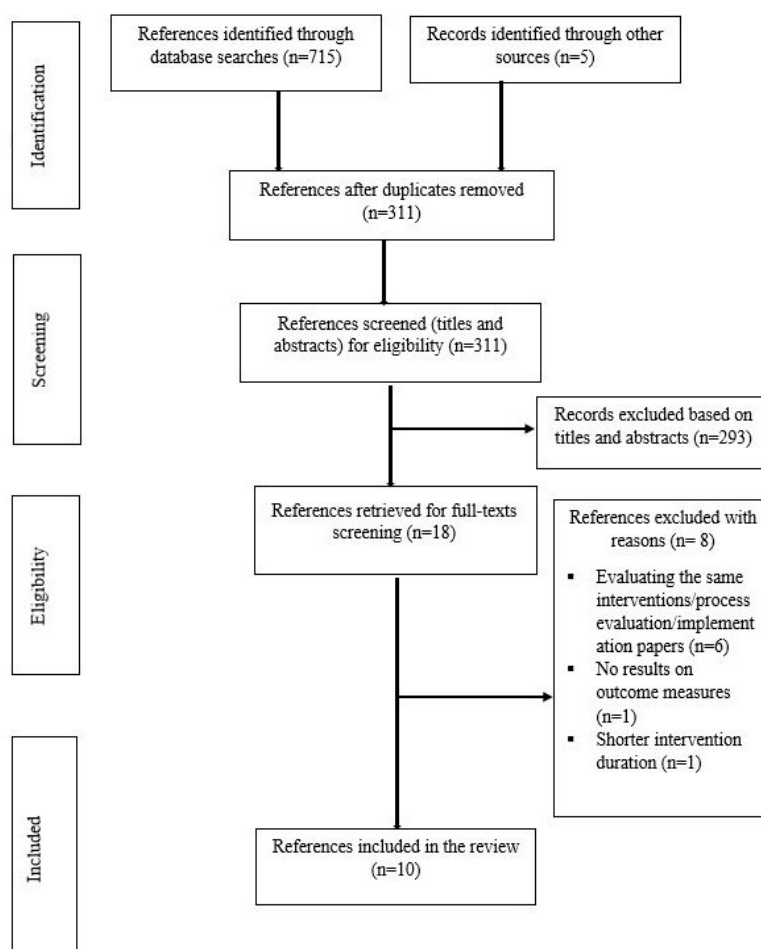 References identified through
database searches (n=715)
Records identified through other
sources (n=5)
Identification
References after duplicates removed
(n=311)
Screening
References screened (titles and
abstracts) for eligibility (n=311)
Records excluded based on
titles and abstracts (n=293)
Eligibility
References retrieved for full-texts
screening (n=18)
References excluded with
reasons (n= 8)
▪ Evaluating the same
interventions/process
evaluation/implement
ation papers (n=6)
▪ No results on
outcome measures
(n=1)
▪ Shorter intervention
duration (n=1)
Included
References included in the review
(n=10)